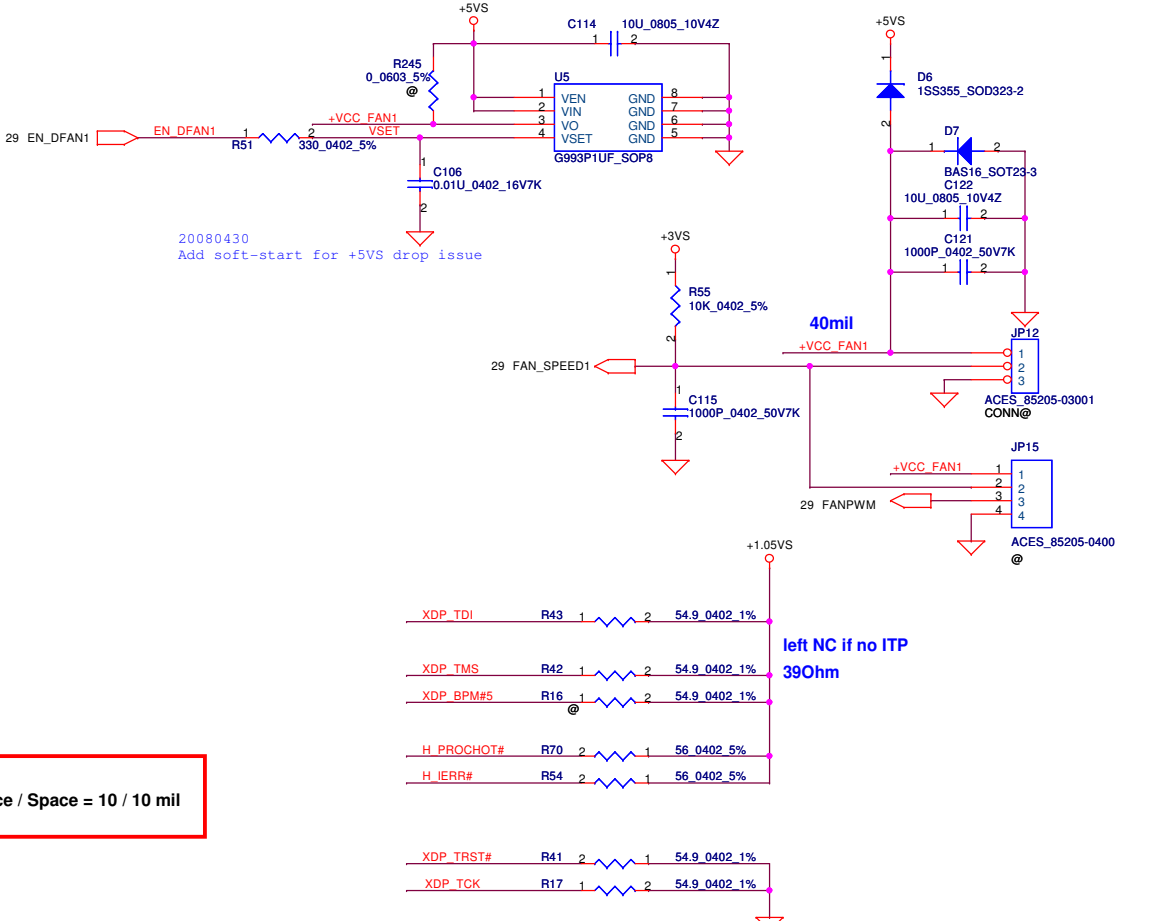 +5VS
C114
10U_0805_10V4Z
1
2
R245
0_0603_5%
@
U5
1
2
3
4
VEN
VIN
VO
VSET
GND
GND
GND
GND
8
7
6
5
G993P1UF_SOP8
+VCC_FAN1
29 EN_DFAN1
EN_DFAN1
1
2
VSET
R51
330_0402_5%
1
C106
0.01U_0402_16V7K
2
20080430
Add soft-start for +5VS drop issue
+5VS
1
D6
1SS355_SOD323-2
2
D7
1
2
BAS16_SOT23-3
C122
10U_0805_10V4Z
1
2
C121
1000P_0402_50V7K
1
2
+3VS
1
R55
10K_0402_5%
2
40mil
+VCC_FAN1
JP12
1
2
3
ACES_85205-03001
CONN@
29 FAN_SPEED1
1
C115
1000P_0402_50V7K
2
JP15
+VCC_FAN1
1
2
3
4
1
2
3
4
29 FANPWM
ACES_85205-0400
@
+1.05VS
XDP_TDI R43 1 2 54.9_0402_1%
left NC if no ITP
39Ohm
XDP_TMS R42 1 2 54.9_0402_1%
XDP_BPM#5 R16 1 2 54.9_0402_1%
@
H_PROCHOT# R70 2 1 56_0402_5%
H_IERR# R54 2 1 56_0402_5%
ce / Space = 10 / 10 mil
XDP_TRST# R41 2 1 54.9_0402_1%
XDP_TCK R17 1 2 54.9_0402_1%